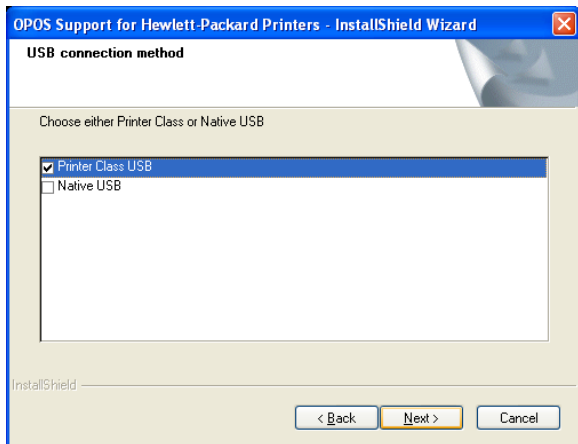 OPOS Support for Hewlett-Packard Printers - InstallShield Wizard
USB connection method
Choose either Printer Class or Native USB
Printer Class USB
Native USB
InstallShield
< Back Next > Cancel